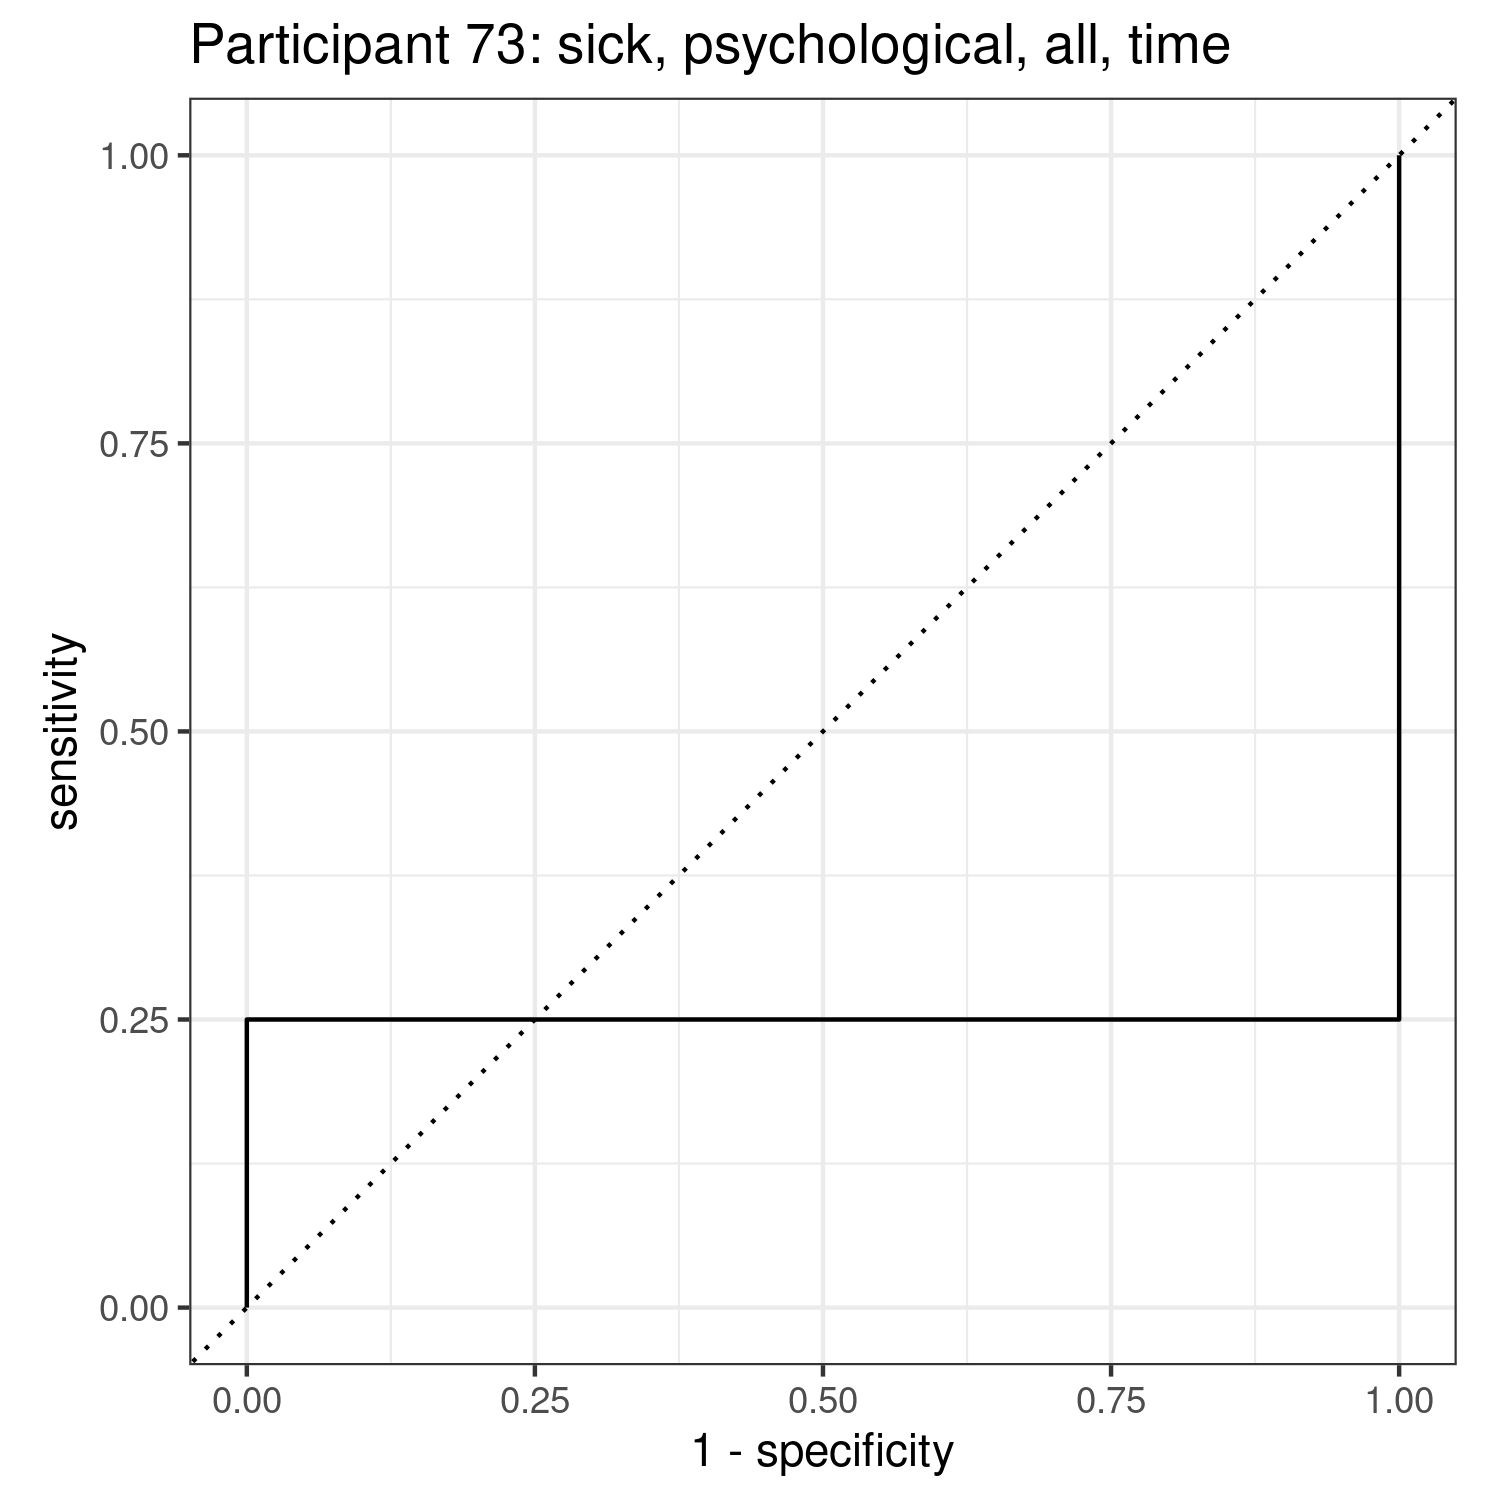 Participant 73: sick, psychological, all, time
1.00
0.75
0.50
0.25
0.00
sensitivity
0.00 0.25 0.50 0.75 1.00
1 - specificity